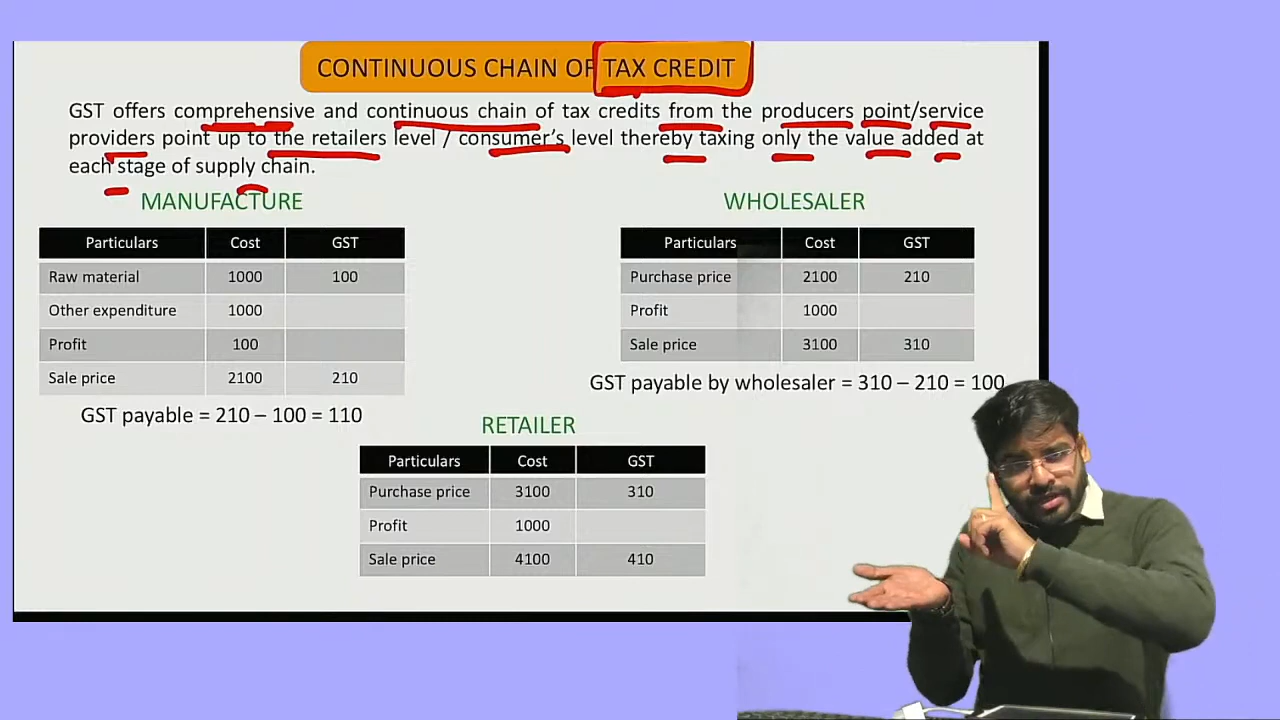 CONTINUOUS CHAIN OF TAX CREDIT
GST offers comprehensive and continuous chain of tax credits from the producers point/service
providers point up to the retailers level / consumer's level thereby taxing only the value added at
each stage of supply chain.
MANUFACTURE
Particulars Cost GST
Raw material 1000 100
Other expenditure 1000
Profit 100
Sale price 2100 210
GST payable = 210 – 100 = 110
WHOLESALER
Particulars Cost GST
Purchase price 2100 210
Profit 1000
Sale price 3100 310
GST payable by wholesaler = 310 – 210 = 100
RETAILER
Particulars Cost GST
Purchase price 3100 310
Profit 1000
Sale price 4100 410